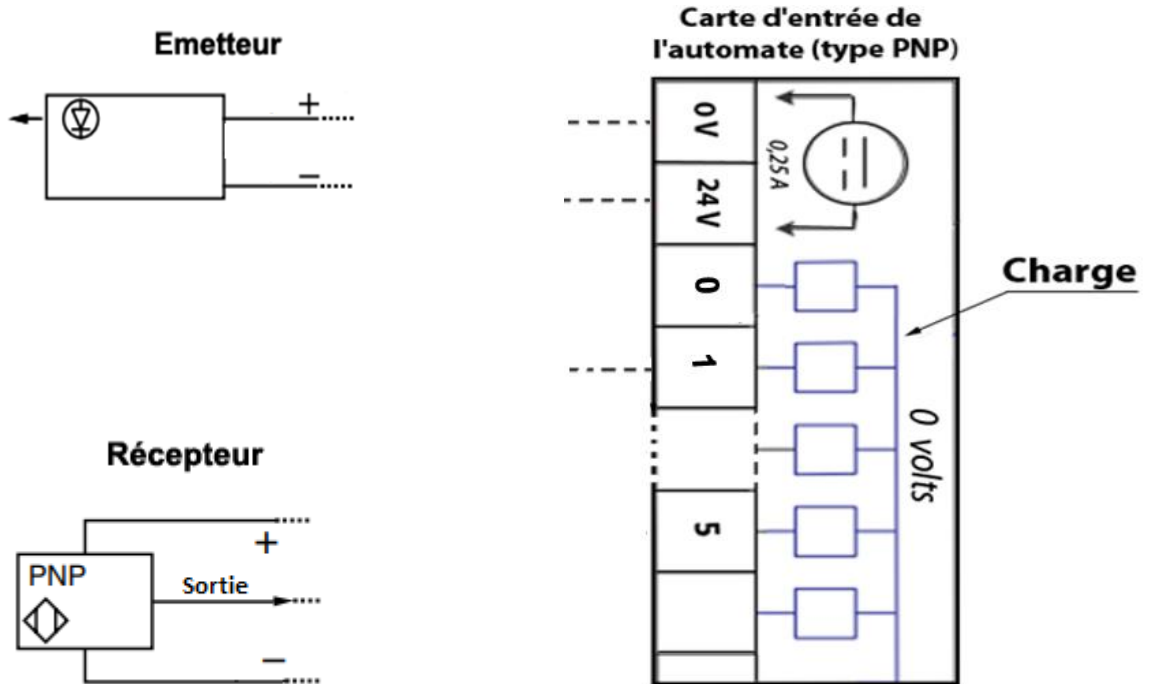 Emetteur
+
−
Carte d'entrée de
l'automate (type PNP)
0V
24V
0
1
5
0,25 A
0 volts
Charge
Récepteur
PNP
+
Sortie
−